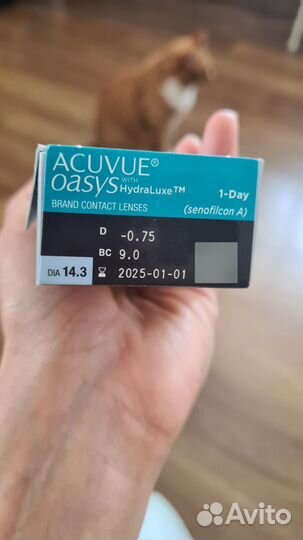 ACUVUE®
OASYS WITH HydraLuxe™ 1-Day
BRAND CONTACT LENSES (senofilcon A)
D -0.75
BC 9.0
DIA 14.3 2025-01-01
Avito